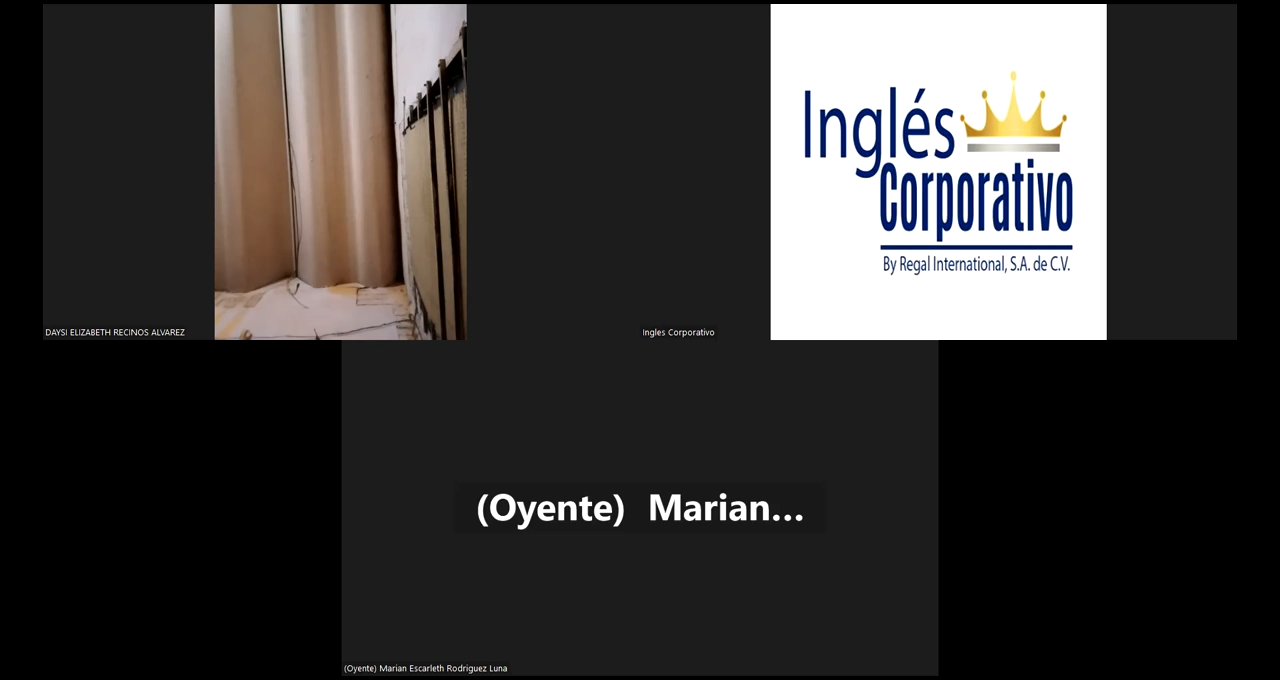 Inglés
Corporativo
By Regal International, S.A. de C.V.
DAYSI ELIZABETH RECINOS ALVAREZ
Ingles Corporativo
(Oyente) Marian...
(Oyente) Marian Escarleth Rodriguez Luna